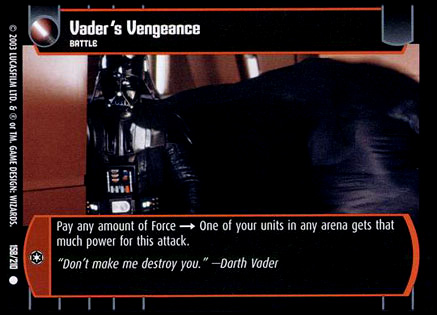 Vader's Vengeance
BATTLE
© 2003 LUCASFILM LTD. & ® or TM. GAME DESIGN: WIZARDS.
158/210
Pay any amount of Force → One of your units in any arena gets that
much power for this attack.
"Don't make me destroy you." —Darth Vader